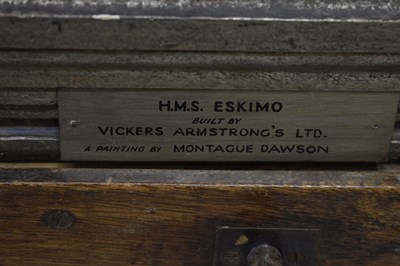 H.M.S. ESKIMO
BUILT BY
VICKERS ARMSTRONG'S LTD.
A PAINTING BY MONTAGUE DAWSON